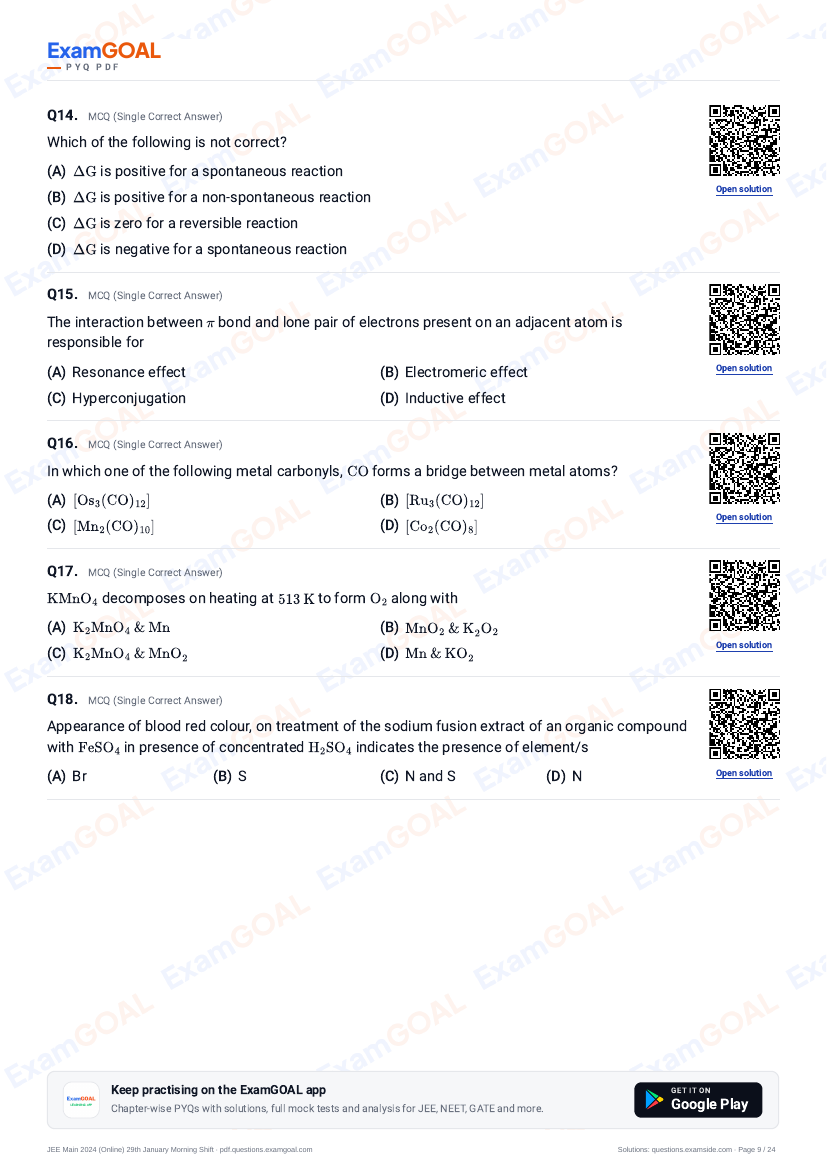 ExamGOAL
PYQ PDF
Q14. MCQ (Single Correct Answer)
Which of the following is not correct?
(A) ΔG is positive for a spontaneous reaction
(B) ΔG is positive for a non-spontaneous reaction
(C) ΔG is zero for a reversible reaction
(D) ΔG is negative for a spontaneous reaction
Open solution
Q15. MCQ (Single Correct Answer)
The interaction between π bond and lone pair of electrons present on an adjacent atom is
responsible for
(A) Resonance effect (B) Electromeric effect
(C) Hyperconjugation (D) Inductive effect
Open solution
Q16. MCQ (Single Correct Answer)
In which one of the following metal carbonyls, CO forms a bridge between metal atoms?
(A) [Os₃(CO)₁₂] (B) [Ru₃(CO)₁₂]
(C) [Mn₂(CO)₁₀] (D) [Co₂(CO)₈]
Open solution
Q17. MCQ (Single Correct Answer)
KMnO₄ decomposes on heating at 513 K to form O₂ along with
(A) K₂MnO₄ & Mn (B) MnO₂ & K₂O₂
(C) K₂MnO₄ & MnO₂ (D) Mn & KO₂
Open solution
Q18. MCQ (Single Correct Answer)
Appearance of blood red colour, on treatment of the sodium fusion extract of an organic compound
with FeSO₄ in presence of concentrated H₂SO₄ indicates the presence of element/s
(A) Br (B) S (C) N and S (D) N
Open solution
ExamGOAL
Keep practising on the ExamGOAL app
Chapter-wise PYQs with solutions, full mock tests and analysis for JEE, NEET, GATE and more.
GET IT ON
Google Play
JEE Main 2024 (Online) 29th January Morning Shift · pdf.questions.examgoal.com
Solutions: questions.examside.com · Page 9 / 24